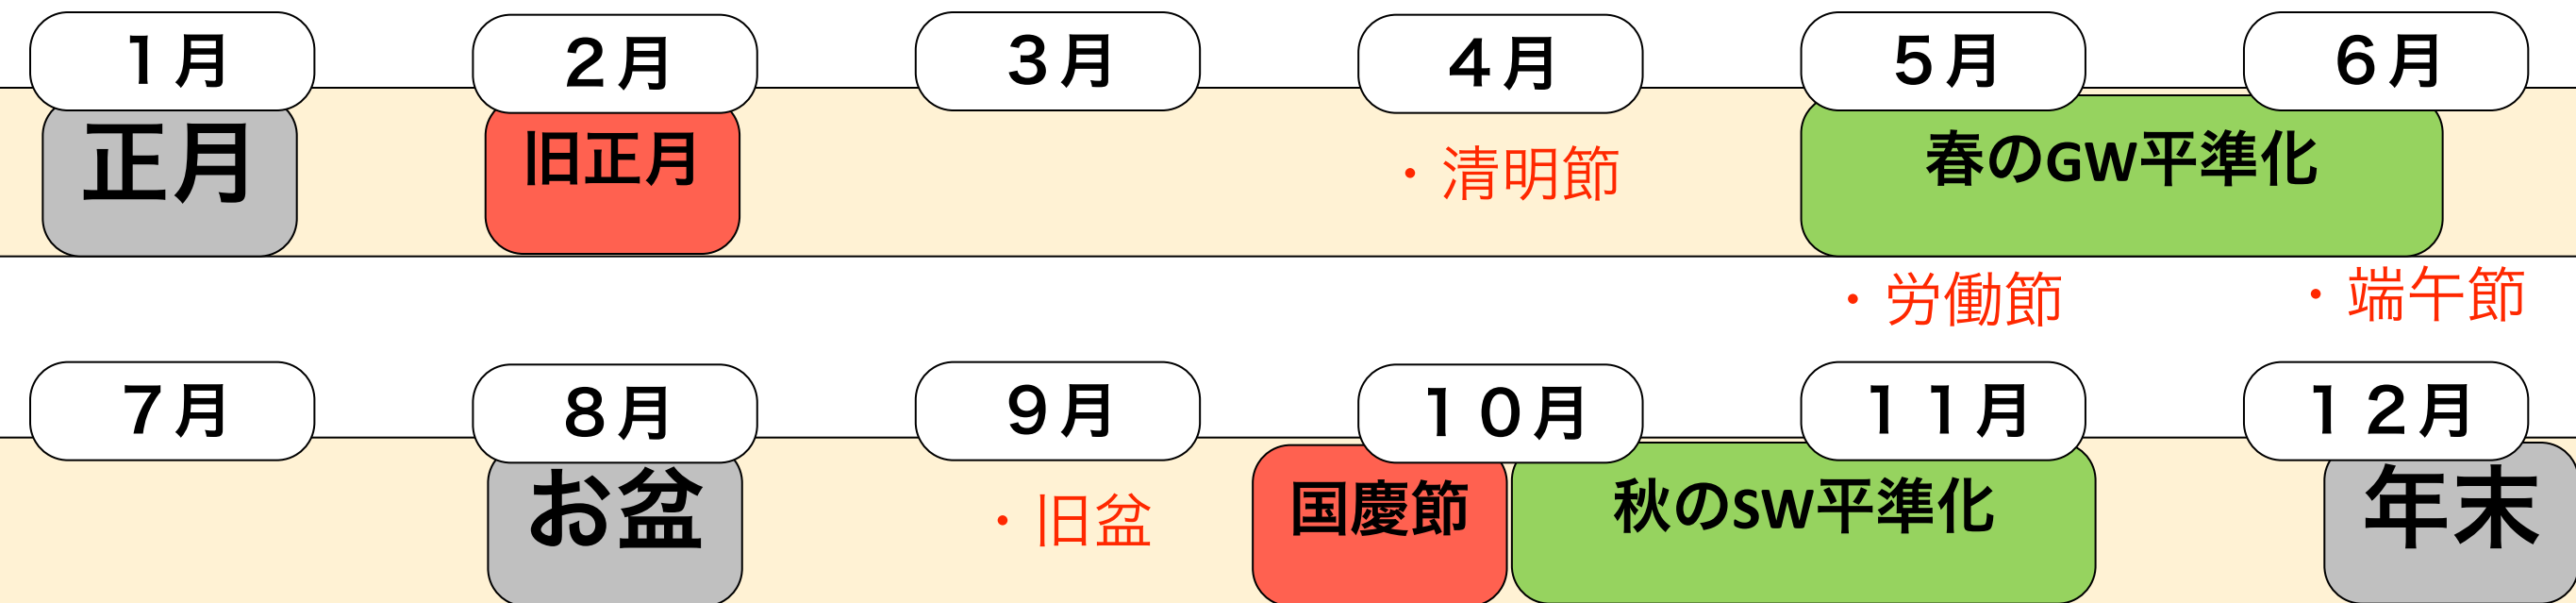 １月
２月
３月
４月
５月
６月
正月
旧正月
・清明節
春のGW平準化
・労働節
・端午節
７月
８月
９月
１０月
１１月
１２月
お盆
・旧盆
国慶節
秋のSW平準化
年末